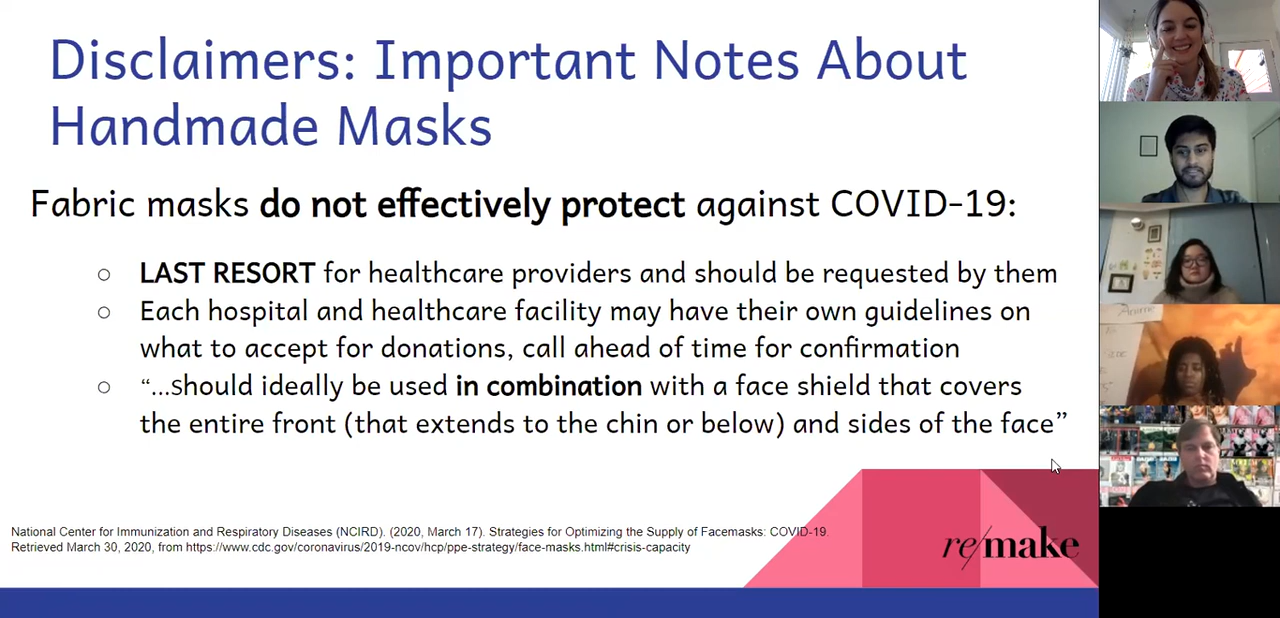 Disclaimers: Important Notes About
Handmade Masks
Fabric masks do not effectively protect against COVID-19:
○ LAST RESORT for healthcare providers and should be requested by them
○ Each hospital and healthcare facility may have their own guidelines on
what to accept for donations, call ahead of time for confirmation
○ “...should ideally be used in combination with a face shield that covers
the entire front (that extends to the chin or below) and sides of the face”
National Center for Immunization and Respiratory Diseases (NCIRD). (2020, March 17). Strategies for Optimizing the Supply of Facemasks: COVID-19.
Retrieved March 30, 2020, from https://www.cdc.gov/coronavirus/2019-ncov/hcp/ppe-strategy/face-masks.html#crisis-capacity
re/make
Anime